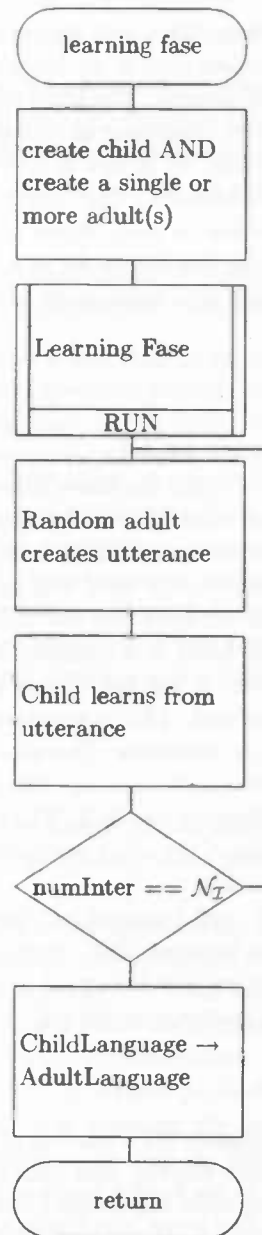 learning fase
create child AND
create a single or
more adult(s)
Learning Fase
RUN
Random adult
creates utterance
Child learns from
utterance
numInter == 𝒩_ℐ
ChildLanguage →
AdultLanguage
return